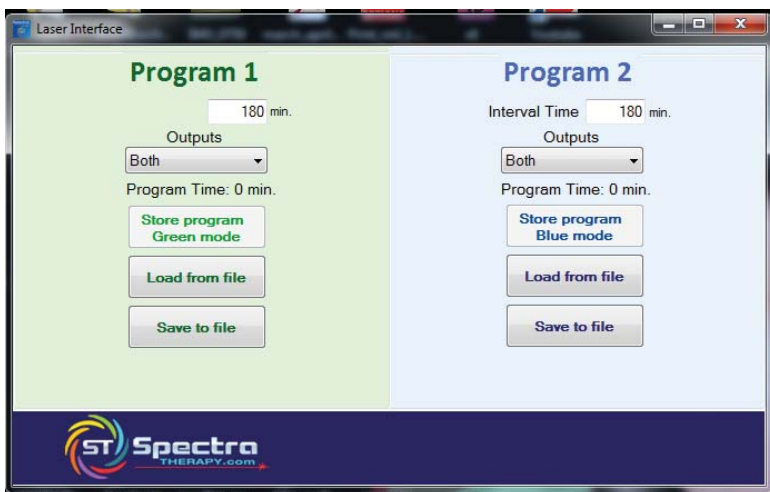 Laser Interface
Program 1
180 min.
Outputs
Both
Program Time: 0 min.
Store program
Green mode
Load from file
Save to file
Program 2
Interval Time 180 min.
Outputs
Both
Program Time: 0 min.
Store program
Blue mode
Load from file
Save to file
ST Spectra
THERAPY.com